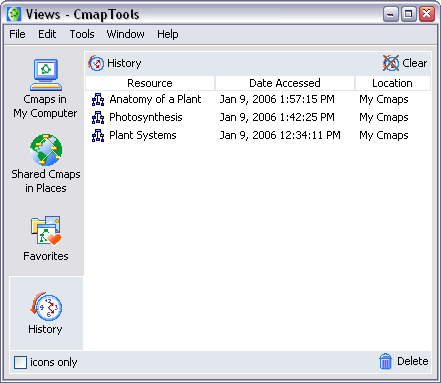 Views - CmapTools
File Edit Tools Window Help
History Clear
Resource Date Accessed Location
Anatomy of a Plant Jan 9, 2006 1:57:15 PM My Cmaps
Photosynthesis Jan 9, 2006 1:42:25 PM My Cmaps
Plant Systems Jan 9, 2006 12:34:11 PM My Cmaps
Cmaps in
My Computer
Shared Cmaps
in Places
Favorites
History
icons only Delete